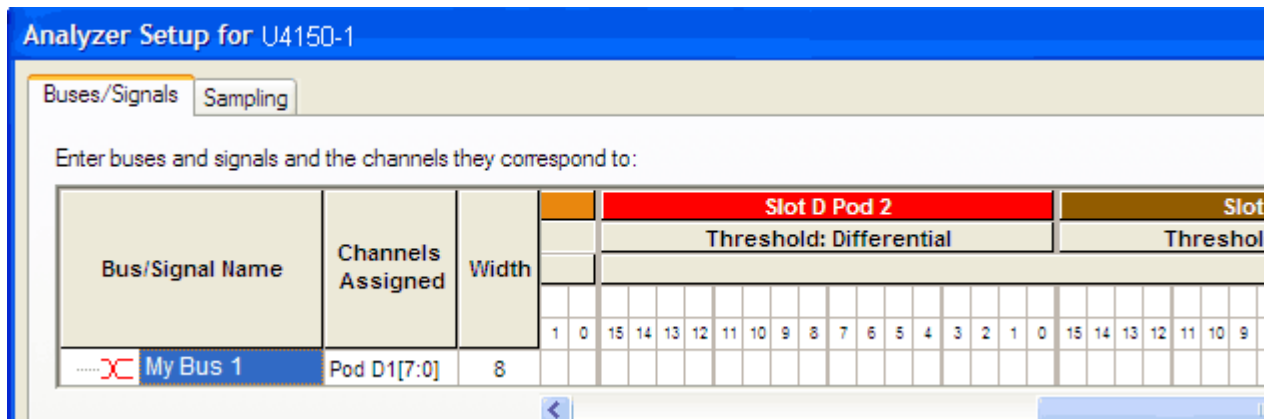 Analyzer Setup for U4150-1
Buses/Signals Sampling
Enter buses and signals and the channels they correspond to:
Bus/Signal Name Channels Assigned Width Slot D Pod 2 Slot
Threshold: Differential Threshol
1 0 15 14 13 12 11 10 9 8 7 6 5 4 3 2 1 0 15 14 13 12 11 10 9
My Bus 1 Pod D1[7:0] 8